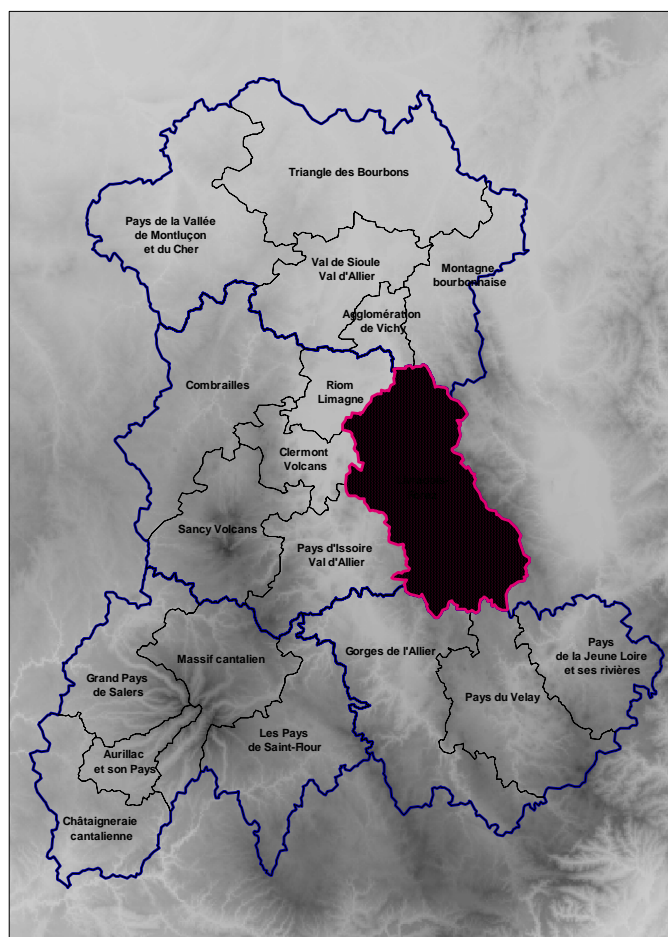 Triangle des Bourbons
Pays de la Vallée
de Montluçon
et du Cher
Val de Sioule
Val d'Allier
Montagne
bourbonnaise
Agglomération
de Vichy
Combrailles
Riom
Limagne
Clermont
Volcans
Sancy Volcans
Pays d'Issoire
Val d'Allier
Massif cantalien
Gorges de l'Allier
Pays
de la Jeune Loire
et ses rivières
Grand Pays
de Salers
Pays du Velay
Les Pays
de Saint-Flour
Aurillac
et son Pays
Châtaigneraie
cantalienne